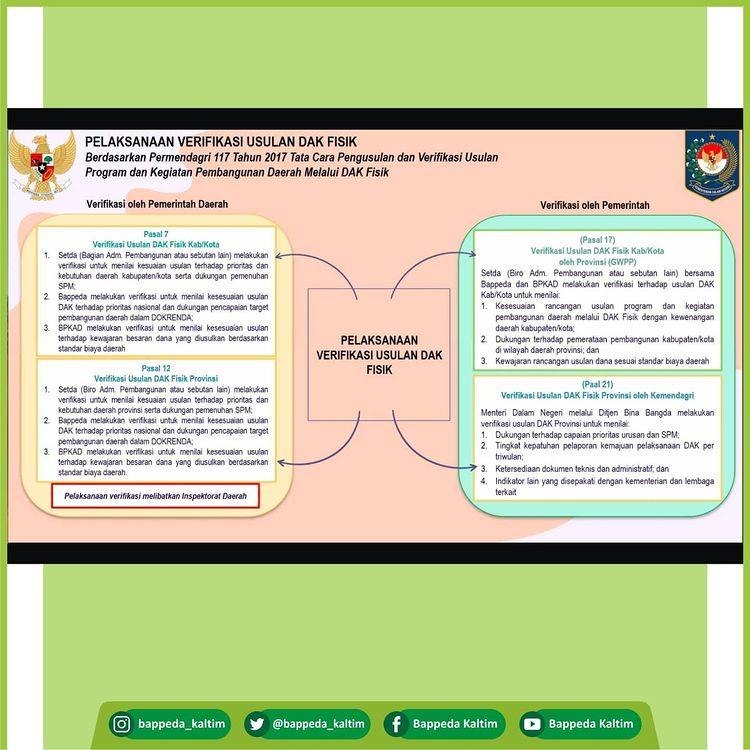 PELAKSANAAN VERIFIKASI USULAN DAK FISIK
Berdasarkan Permendagri 117 Tahun 2017 Tata Cara Pengusulan dan Verifikasi Usulan
Program dan Kegiatan Pembangunan Daerah Melalui DAK Fisik
Verifikasi oleh Pemerintah Daerah
Pasal 7
Verifikasi Usulan DAK Fisik Kab/Kota
1. Setda (Bagian Adm. Pembangunan atau sebutan lain) melakukan
verifikasi untuk menilai kesuaian usulan terhadap prioritas dan
kebutuhan daerah kabupaten/kota serta dukungan pemenuhan
SPM;
2. Bappeda melakukan verifikasi untuk menilai kesesuaian usulan
DAK terhadap prioritas nasional dan dukungan pencapaian target
pembangunan daerah dalam DOKRENDA;
3. BPKAD melakukan verifikasi untuk menilai kesesuaian usulan
terhadap kewajaran besaran dana yang diusulkan berdasarkan
standar biaya daerah
Pasal 12
Verifikasi Usulan DAK Fisik Provinsi
1. Setda (Biro Adm. Pembangunan atau sebutan lain) melakukan
verifikasi untuk menilai kesuaian usulan terhadap prioritas dan
kebutuhan daerah provinsi serta dukungan pemenuhan SPM;
2. Bappeda melakukan verifikasi untuk menilai kesesuaian usulan
DAK terhadap prioritas nasional dan dukungan pencapaian target
pembangunan daerah dalam DOKRENDA;
3. BPKAD melakukan verifikasi untuk menilai kesesuaian usulan
terhadap kewajaran besaran dana yang diusulkan berdasarkan
standar biaya daerah.
Pelaksanaan verifikasi melibatkan Inspektorat Daerah
PELAKSANAAN
VERIFIKASI USULAN DAK
FISIK
Verifikasi oleh Pemerintah
(Pasal 17)
Verifikasi Usulan DAK Fisik Kab/Kota
oleh Provinsi (GWPP)
Setda (Biro Adm. Pembangunan atau sebutan lain) bersama
Bappeda dan BPKAD melakukan verifikasi terhadap usulan DAK
Kab/Kota untuk menilai:
1. Kesesuaian rancangan usulan program dan kegiatan
pembangunan daerah melalui DAK Fisik dengan kewenangan
daerah kabupaten/kota;
2. Dukungan terhadap pemerataan pembangunan kabupaten/kota
di wilayah daerah provinsi; dan
3. Kewajaran rancangan usulan dana sesuai standar biaya daerah
(Paal 21)
Verifikasi Usulan DAK Fisik Provinsi oleh Kemendagri
Menteri Dalam Negeri melalui Ditjen Bina Bangda melakukan
verifikasi usulan DAK Provinsi untuk menilai:
1. Dukungan terhadap capaian prioritas urusan dan SPM;
2. Tingkat kepatuhan pelaporan kemajuan pelaksanaan DAK per
triwulan;
3. Ketersediaan dokumen teknis dan administratif; dan
4. Indikator lain yang disepakati dengan kementerian dan lembaga
terkait
bappeda_kaltim
@bappeda_kaltim
Bappeda Kaltim
Bappeda Kaltim